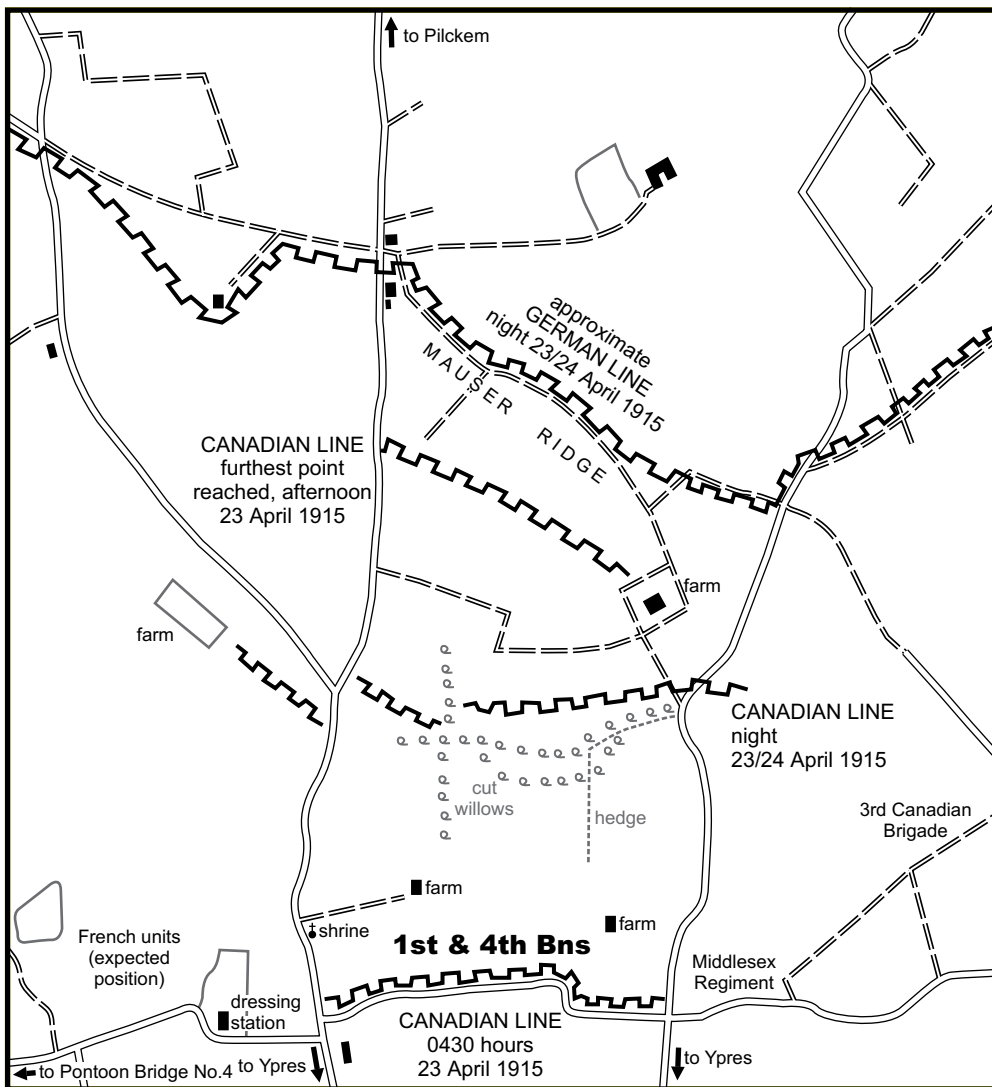 to Pilckem
approximate
GERMAN LINE
night 23/24 April 1915
MAUSER
RIDGE
CANADIAN LINE
furthest point
reached, afternoon
23 April 1915
farm
farm
CANADIAN LINE
night
23/24 April 1915
cut
willows
hedge
3rd Canadian
Brigade
farm
farm
shrine
French units
(expected
position)
1st & 4th Bns
Middlesex
Regiment
dressing
station
CANADIAN LINE
0430 hours
23 April 1915
to Pontoon Bridge No.4
to Ypres
to Ypres